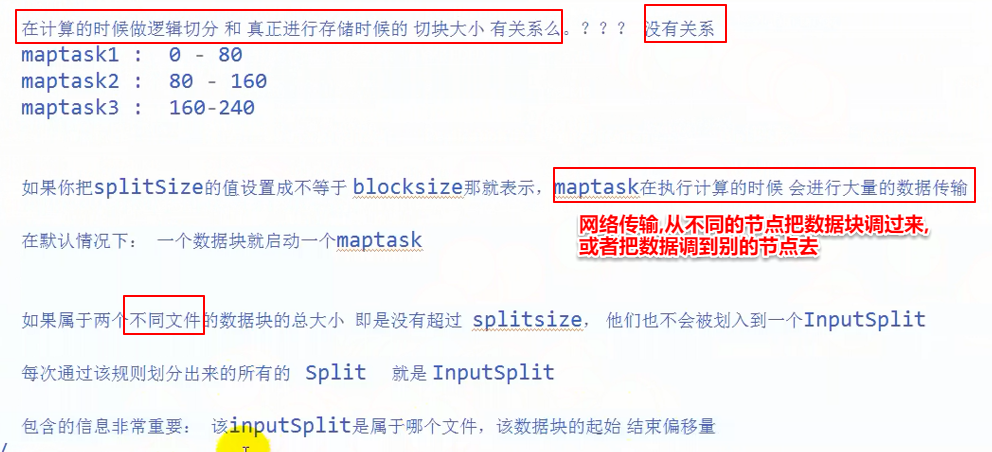 在计算的时候做逻辑切分 和 真正进行存储时候的 切块大小 有关系么。？？？ 没有关系
maptask1 : 0 - 80
maptask2 : 80 - 160
maptask3 : 160-240
如果你把splitSize的值设置成不等于 blocksize那就表示，maptask在执行计算的时候 会进行大量的数据传输
网络传输,从不同的节点把数据块调过来,
或者把数据调到别的节点去
在默认情况下： 一个数据块就启动一个maptask
如果属于两个不同文件的数据块的总大小 即是没有超过 splitsize， 他们也不会被划入到一个InputSplit
每次通过该规则划分出来的所有的 Split 就是 InputSplit
包含的信息非常重要： 该inputSplit是属于哪个文件，该数据块的起始 结束偏移量